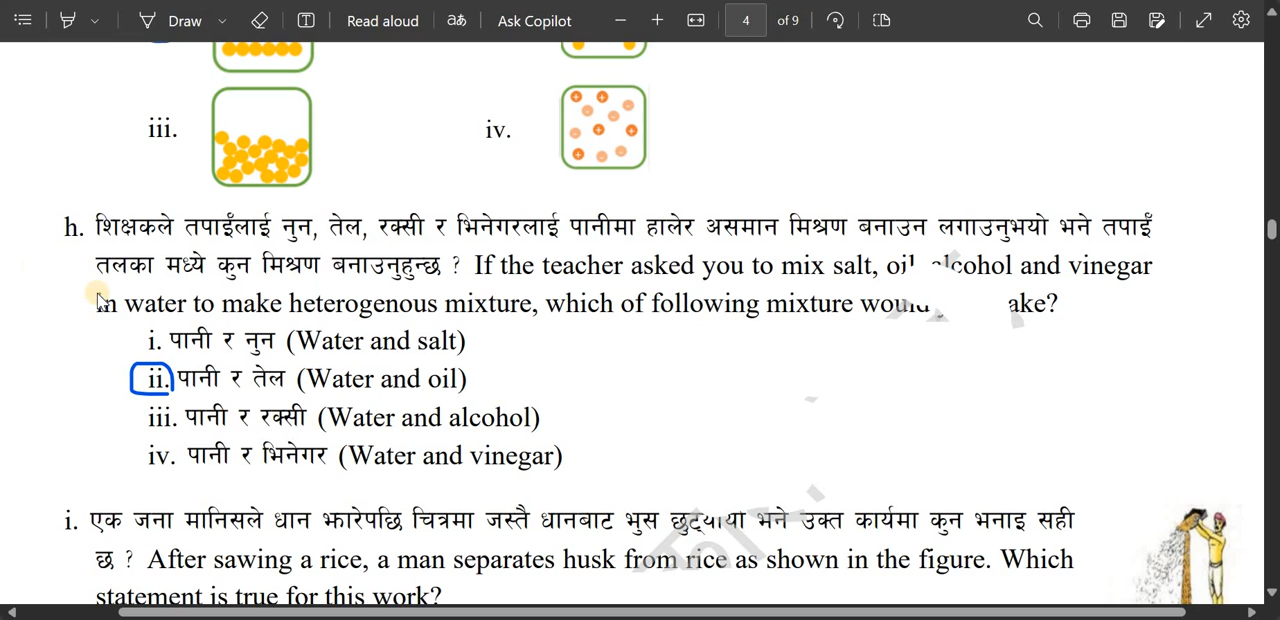 Draw
T
aあ
Read aloud
Ask Copilot
4 of 9
iii.
iv.
h. शिक्षकले तपाइँलाई नुन, तेल, रक्सी र भिनेगरलाई पानीमा हालेर असमान मिश्रण बनाउन लगाउनुभयो भने तपाइँ
तलका मध्ये कुन मिश्रण बनाउनुहुन्छ ? If the teacher asked you to mix salt, oil alcohol and vinegar
in water to make heterogenous mixture, which of following mixture would
i. पानी र नुन (Water and salt)
ii. पानी र तेल (Water and oil)
iii. पानी र रक्सी (Water and alcohol)
iv. पानी र भिनेगर (Water and vinegar)
i. एक जना मानिसले धान झारेपछि चित्रमा जस्तै धानबाट भुस भने उक्त कार्यमा कुन भनाइ सही
छ ? After sawing a rice, a man separates husk from rice as shown in the figure. Which
statement is true for this work?